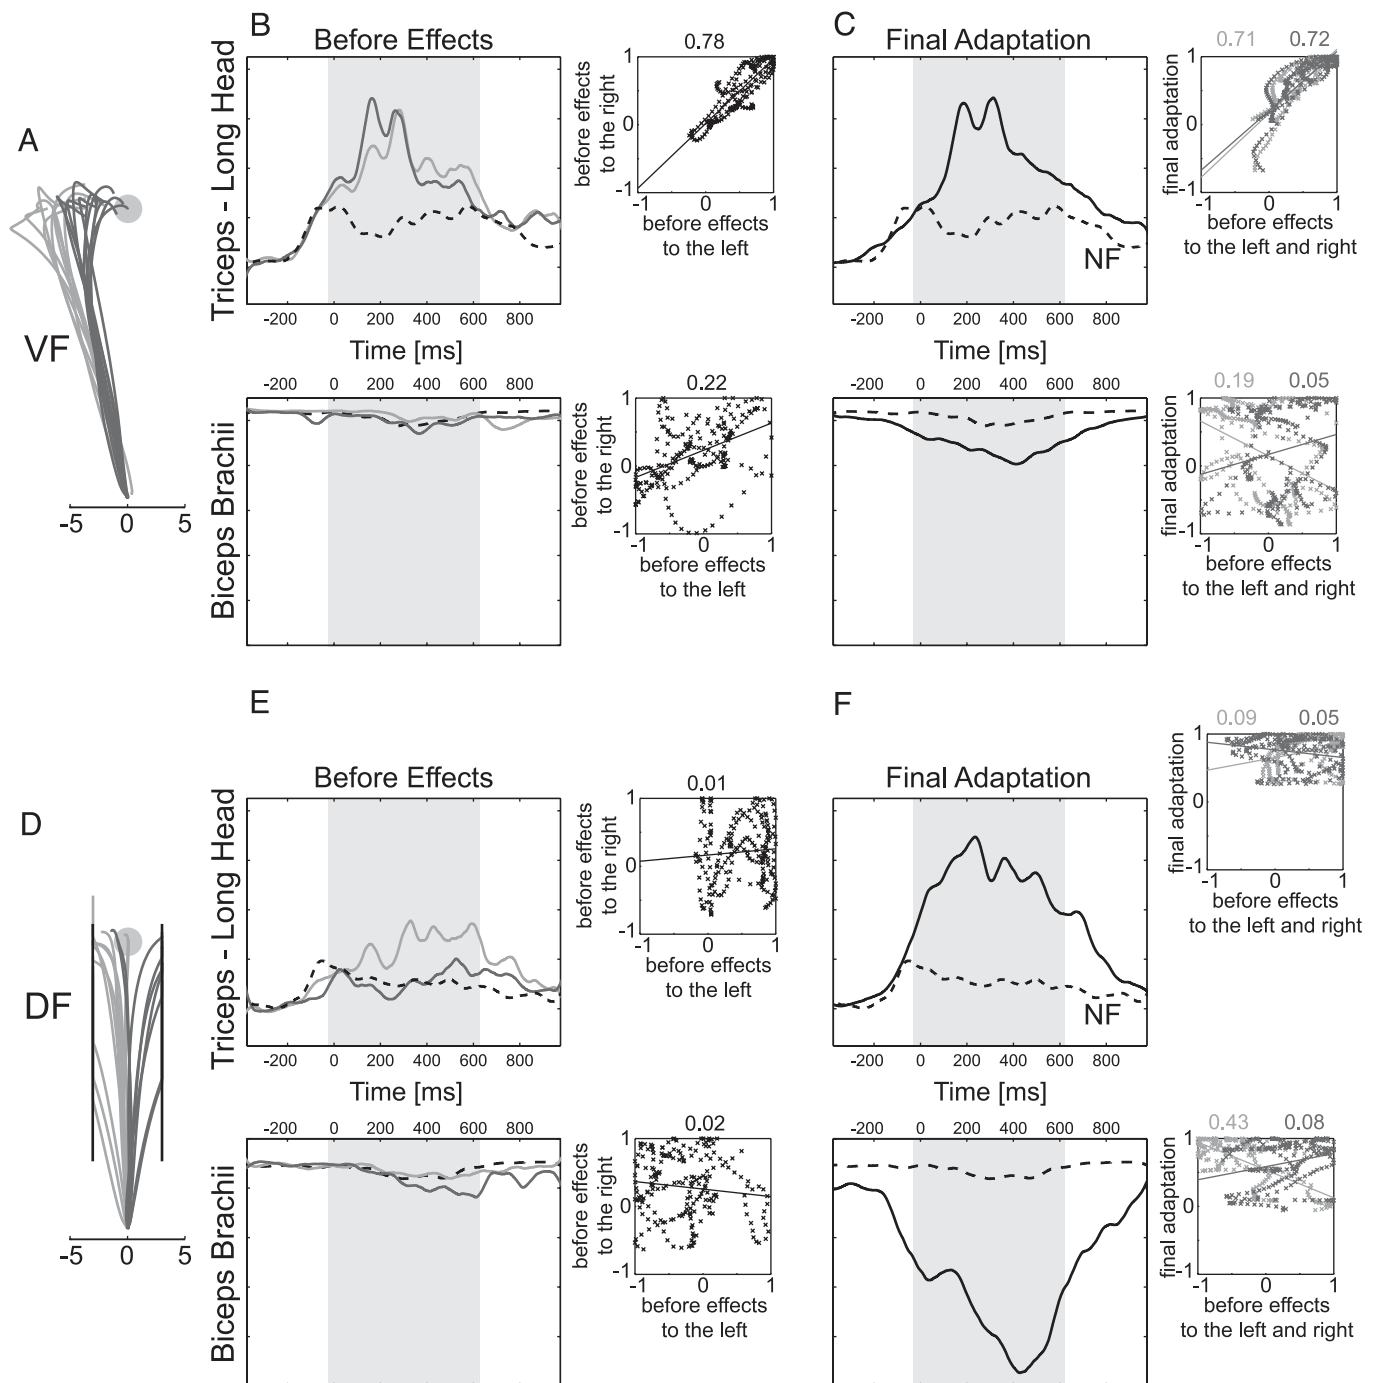 A
VF
-5 0 5
B
Before Effects
Triceps - Long Head
-200 0 200 400 600 800
Time [ms]
0.78
before effects
to the right
1
0
-1
-1 0 1
before effects
to the left
C
Final Adaptation
NF
-200 0 200 400 600 800
Time [ms]
0.71 0.72
final adaptation
1
0
-1
-1 0 1
before effects
to the left and right
Biceps Brachii
-200 0 200 400 600 800
0.22
before effects
to the right
1
0
-1
-1 0 1
before effects
to the left
-200 0 200 400 600 800
0.19 0.05
final adaptation
1
0
-1
-1 0 1
before effects
to the left and right
D
DF
-5 0 5
E
Before Effects
Triceps - Long Head
-200 0 200 400 600 800
Time [ms]
0.01
before effects
to the right
1
0
-1
-1 0 1
before effects
to the left
F
Final Adaptation
NF
-200 0 200 400 600 800
Time [ms]
0.09 0.05
final adaptation
1
0
-1
-1 0 1
before effects
to the left and right
Biceps Brachii
-200 0 200 400 600 800
0.02
before effects
to the right
1
0
-1
-1 0 1
before effects
to the left
-200 0 200 400 600 800
0.43 0.08
final adaptation
1
0
-1
-1 0 1
before effects
to the left and right